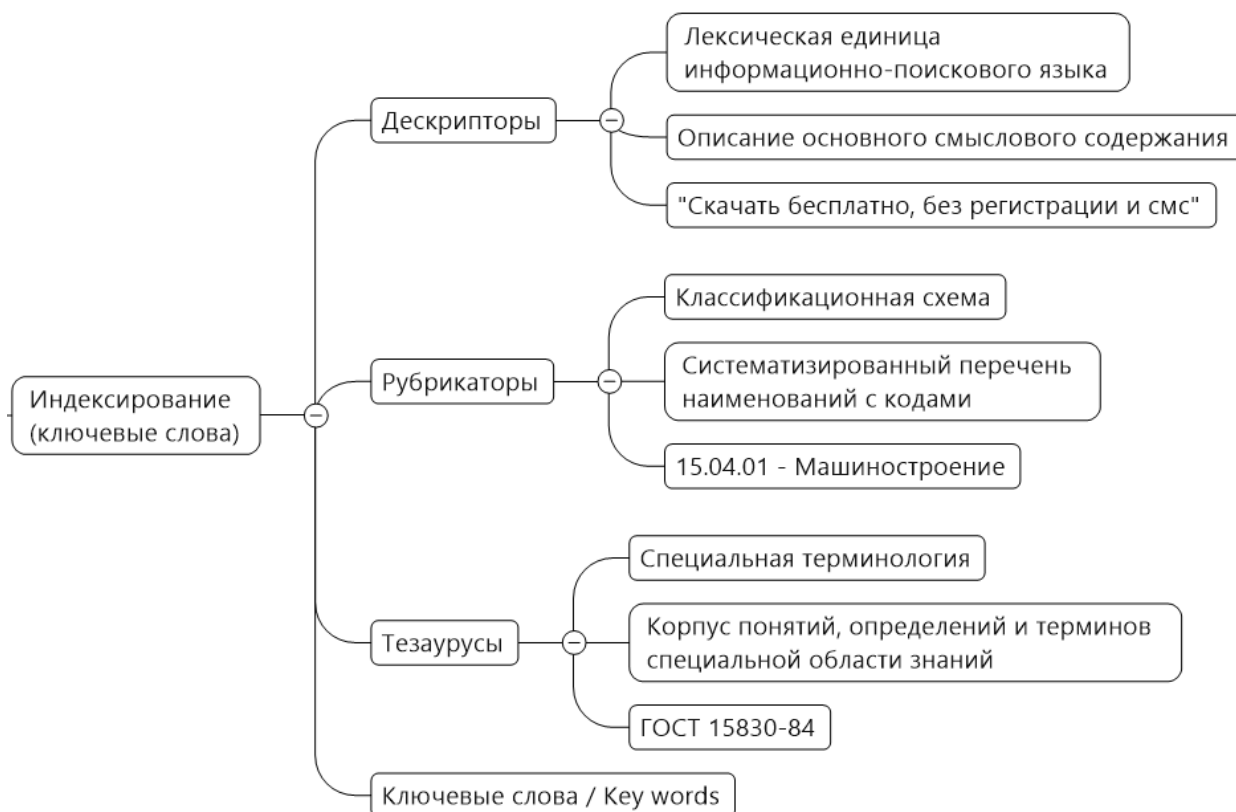 Индексирование
(ключевые слова)
Дескрипторы
Лексическая единица
информационно-поискового языка
Описание основного смыслового содержания
"Скачать бесплатно, без регистрации и смс"
Рубрикаторы
Классификационная схема
Систематизированный перечень
наименований с кодами
15.04.01 - Машиностроение
Тезаурусы
Специальная терминология
Корпус понятий, определений и терминов
специальной области знаний
ГОСТ 15830-84
Ключевые слова / Key words